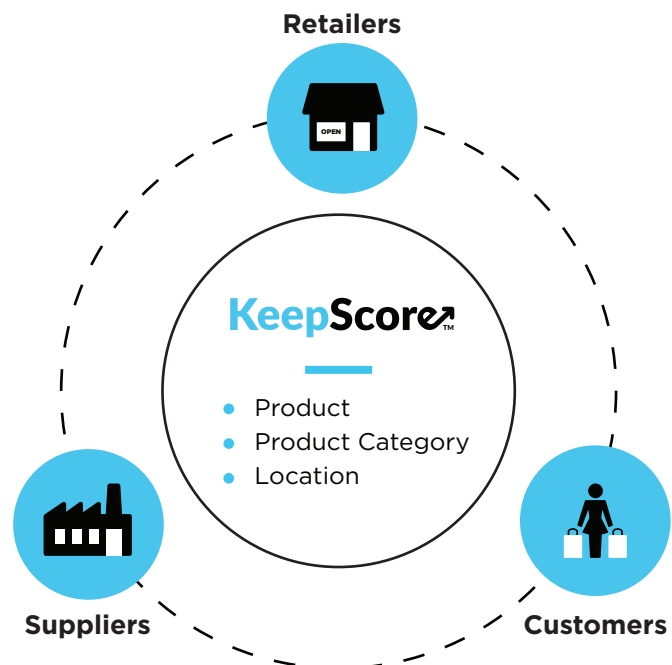 Retailers
OPEN
KeepScore™
Product
Product Category
Location
Suppliers
Customers